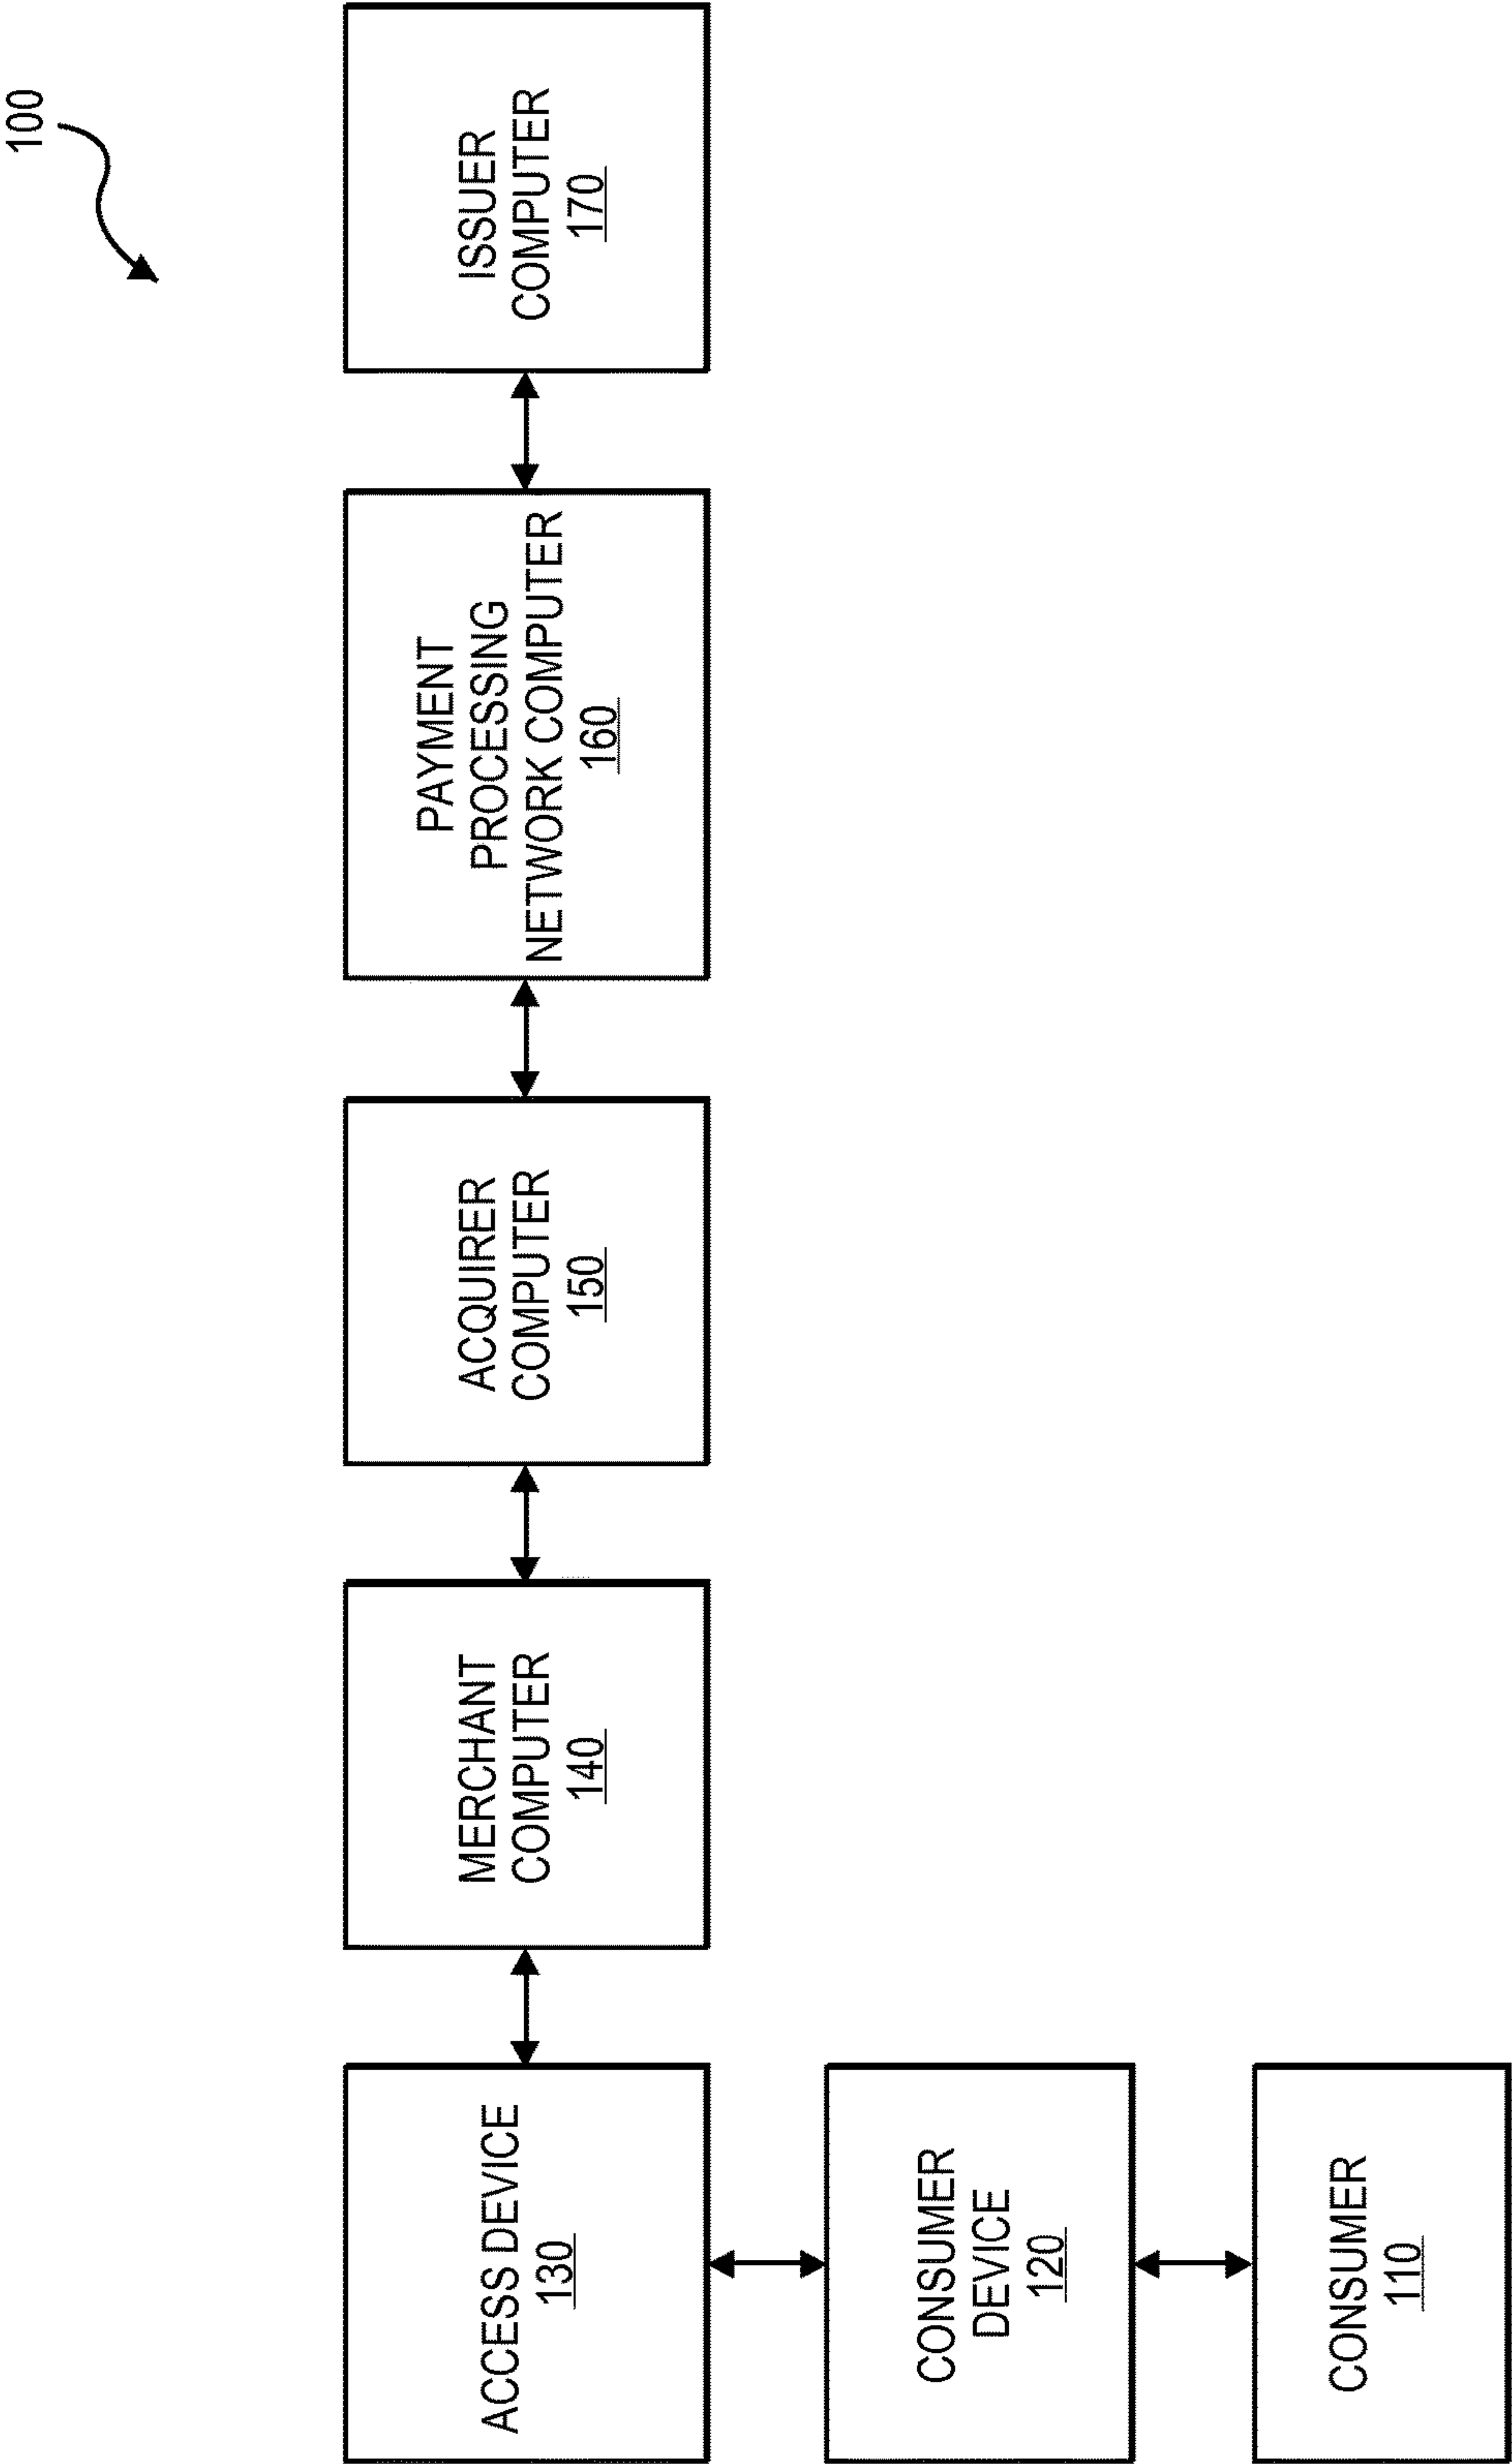 100
ACCESS DEVICE
130
MERCHANT
COMPUTER
140
ACQUIRER
COMPUTER
150
PAYMENT
PROCESSING
NETWORK COMPUTER
160
ISSUER
COMPUTER
170
CONSUMER
DEVICE
120
CONSUMER
110